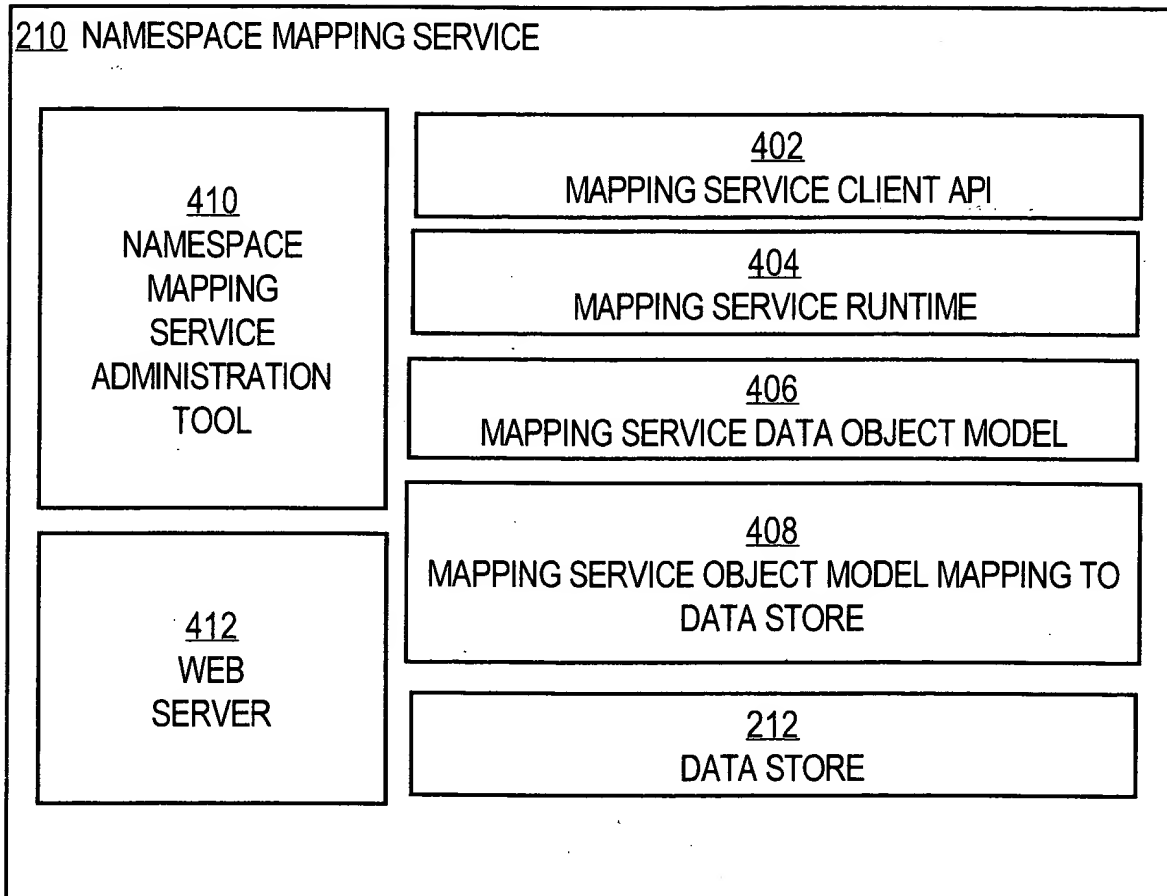 210 NAMESPACE MAPPING SERVICE
410
NAMESPACE
MAPPING
SERVICE
ADMINISTRATION
TOOL
412
WEB
SERVER
402
MAPPING SERVICE CLIENT API
404
MAPPING SERVICE RUNTIME
406
MAPPING SERVICE DATA OBJECT MODEL
408
MAPPING SERVICE OBJECT MODEL MAPPING TO
DATA STORE
212
DATA STORE